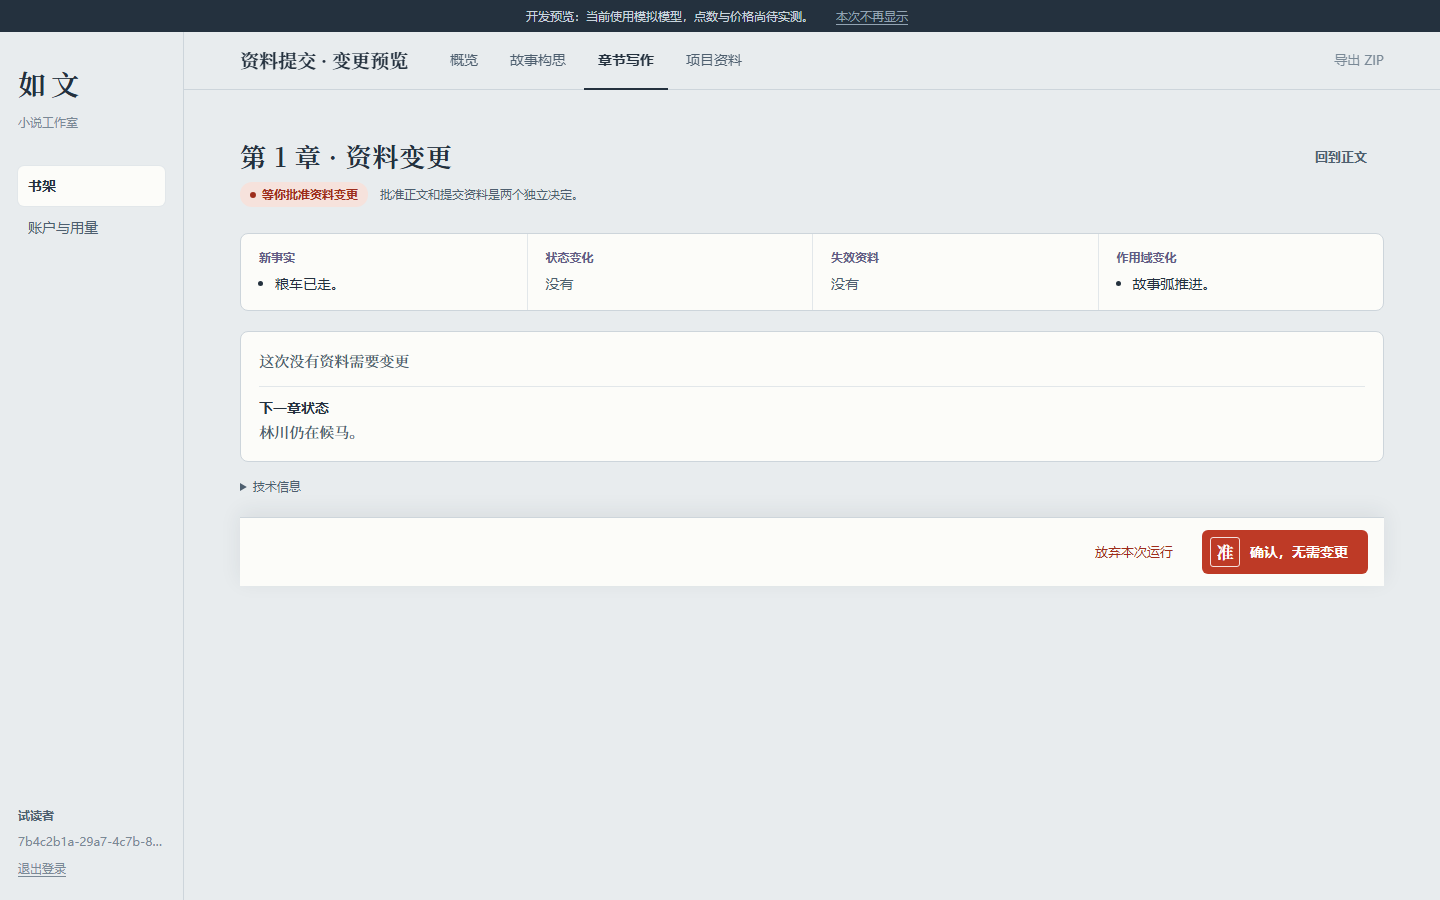 开发预览：当前使用模拟模型，点数与价格尚待实测。 本次不再显示
如文
小说工作室
书架
账户与用量
试读者
7b4c2b1a-29a7-4c7b-8...
退出登录
资料提交 · 变更预览 概览 故事构思 章节写作 项目资料 导出 ZIP
第 1 章 · 资料变更 回到正文
等你批准资料变更 批准正文和提交资料是两个独立决定。
新事实
粮车已走。
状态变化
没有
失效资料
没有
作用域变化
故事弧推进。
这次没有资料需要变更
下一章状态
林川仍在候马。
技术信息
放弃本次运行 准 确认，无需变更